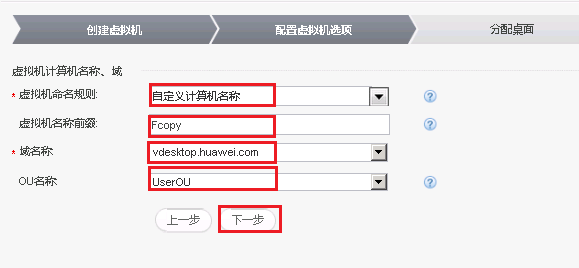 创建虚拟机 配置虚拟机选项 分配桌面
虚拟机计算机名称、域
* 虚拟机命名规则: 自定义计算机名称
虚拟机名称前缀: Fcopy
* 域名称: vdesktop.huawei.com
OU名称: UserOU
上一步 下一步